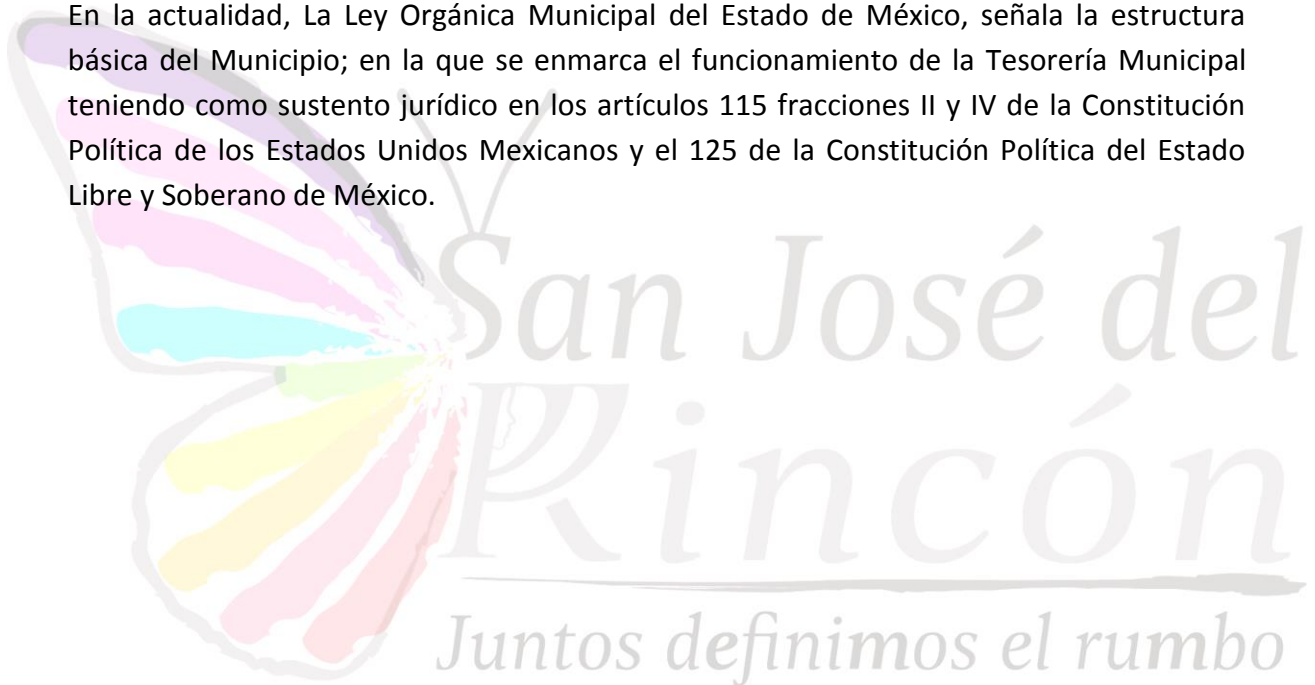 En la actualidad, La Ley Orgánica Municipal del Estado de México, señala la estructura
básica del Municipio; en la que se enmarca el funcionamiento de la Tesorería Municipal
teniendo como sustento jurídico en los artículos 115 fracciones II y IV de la Constitución
Política de los Estados Unidos Mexicanos y el 125 de la Constitución Política del Estado
Libre y Soberano de México.
San José del
Rincón
Juntos definimos el rumbo